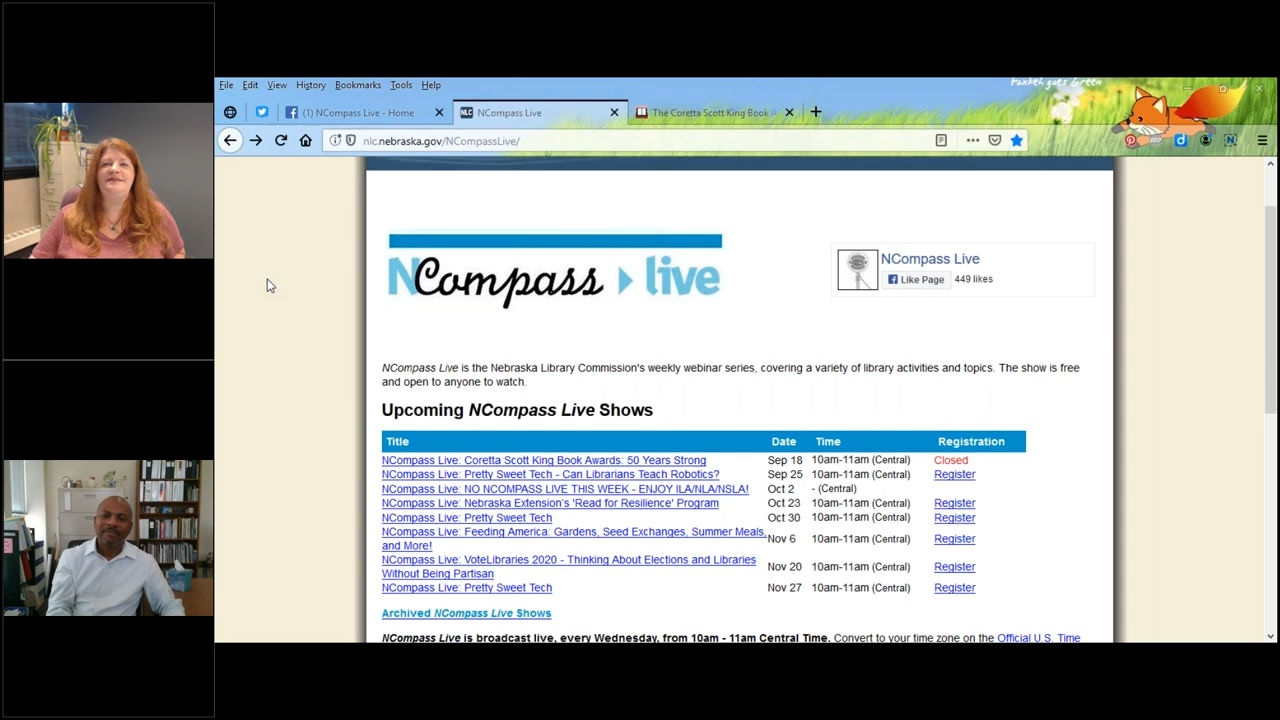 Foxkeh goes Green
File Edit View History Bookmarks Tools Help
(1) NCompass Live - Home
NLC NCompass Live
The Coretta Scott King Book A
nlc.nebraska.gov/NCompassLive/
NCompass live
NCompass Live
Like Page 449 likes
NCompass Live is the Nebraska Library Commission's weekly webinar series, covering a variety of library activities and topics. The show is free
and open to anyone to watch.
Upcoming NCompass Live Shows
Title Date Time Registration
NCompass Live: Coretta Scott King Book Awards: 50 Years Strong Sep 18 10am-11am (Central) Closed
NCompass Live: Pretty Sweet Tech - Can Librarians Teach Robotics? Sep 25 10am-11am (Central) Register
NCompass Live: NO NCOMPASS LIVE THIS WEEK - ENJOY ILA/NLA/NSLA! Oct 2 - (Central)
NCompass Live: Nebraska Extension's 'Read for Resilience' Program Oct 23 10am-11am (Central) Register
NCompass Live: Pretty Sweet Tech Oct 30 10am-11am (Central) Register
NCompass Live: Feeding America: Gardens, Seed Exchanges, Summer Meals,
and More! Nov 6 10am-11am (Central) Register
NCompass Live: VoteLibraries 2020 - Thinking About Elections and Libraries
Without Being Partisan Nov 20 10am-11am (Central) Register
NCompass Live: Pretty Sweet Tech Nov 27 10am-11am (Central) Register
Archived NCompass Live Shows
NCompass Live is broadcast live, every Wednesday, from 10am - 11am Central Time. Convert to your time zone on the Official U.S. Time